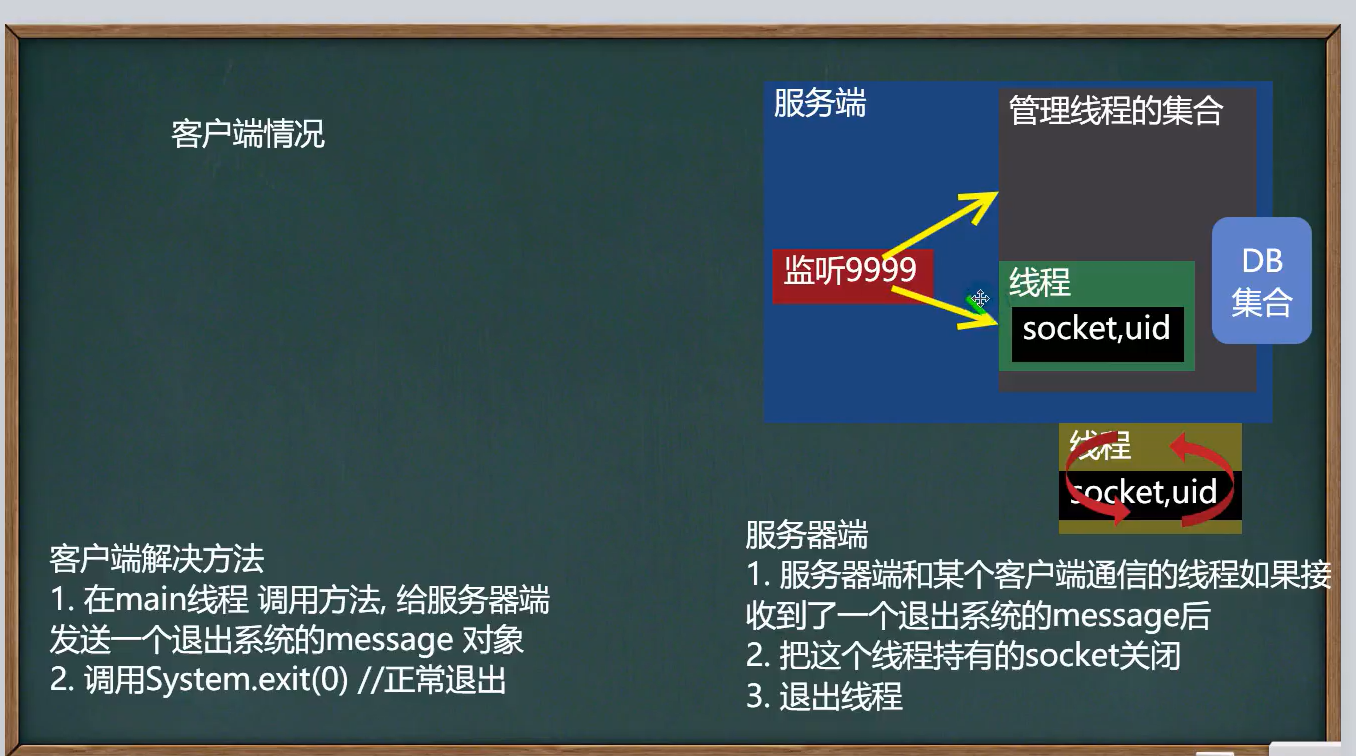 客户端情况
服务端
管理线程的集合
监听9999
线程
socket,uid
DB
集合
线程
socket,uid
客户端解决方法
1. 在main线程 调用方法, 给服务器端
发送一个退出系统的message 对象
2. 调用System.exit(0) //正常退出
服务器端
1. 服务器端和某个客户端通信的线程如果接
收到了一个退出系统的message后
2. 把这个线程持有的socket关闭
3. 退出线程